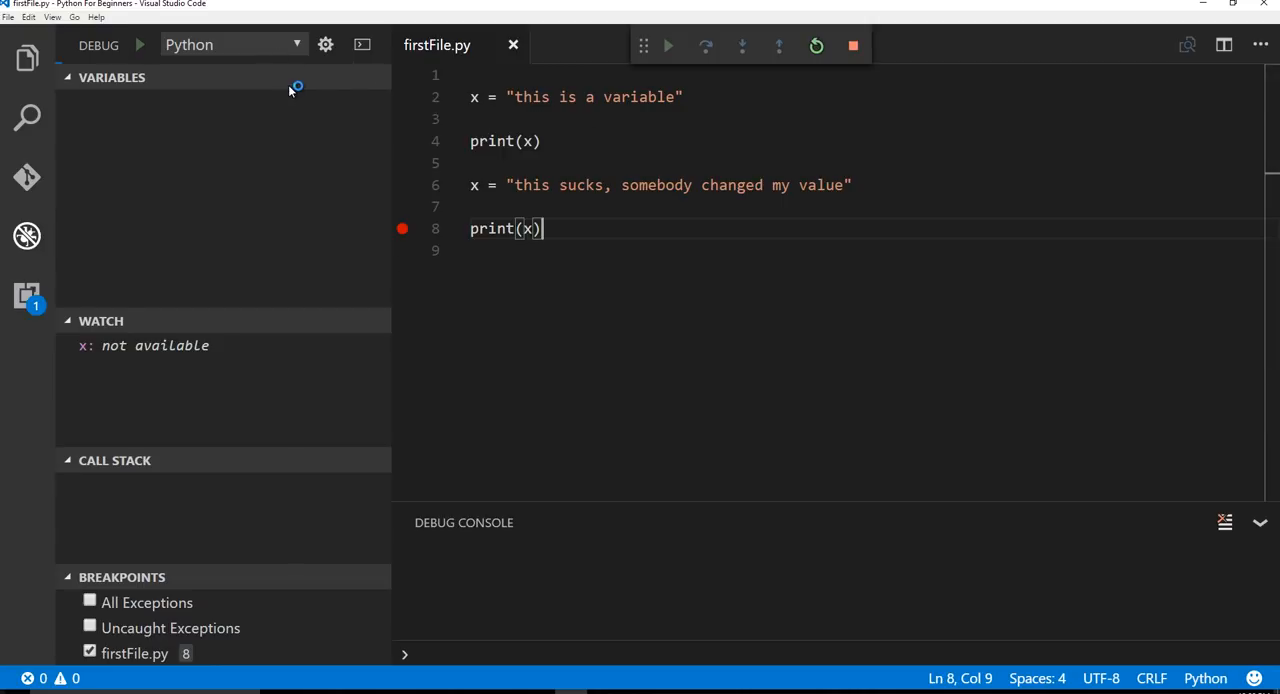 firstFile.py - Python For Beginners - Visual Studio Code
File Edit View Go Help
DEBUG Python
VARIABLES
WATCH
x: not available
CALL STACK
BREAKPOINTS
All Exceptions
Uncaught Exceptions
firstFile.py 8
firstFile.py
1
2 x = "this is a variable"
3
4 print(x)
5
6 x = "this sucks, somebody changed my value"
7
8 print(x)
9
DEBUG CONSOLE
1
0 0 Ln 8, Col 9 Spaces: 4 UTF-8 CRLF Python